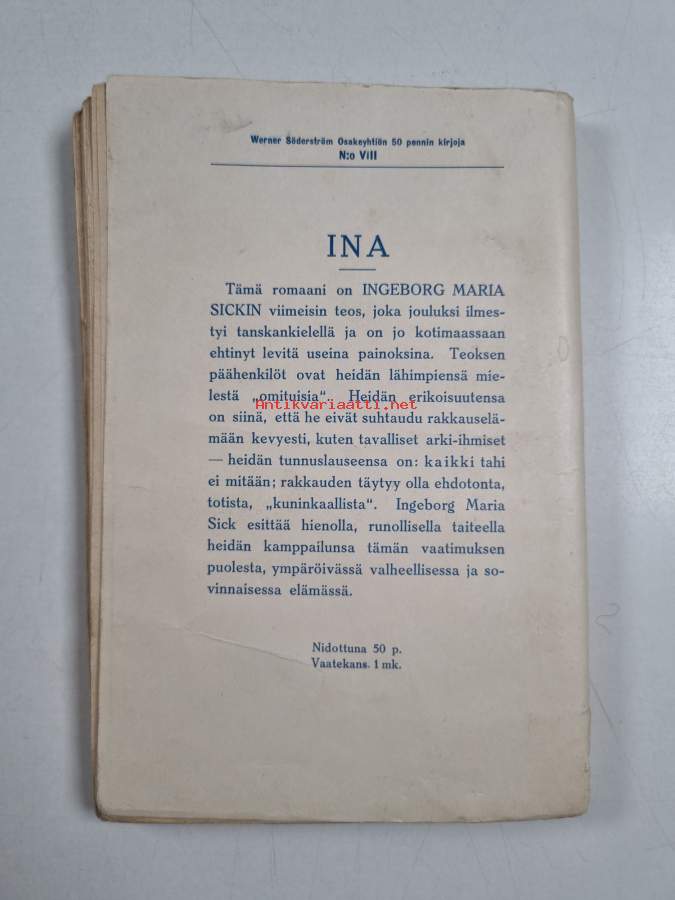 Werner Söderström Osakeyhtiön 50 pennin kirjoja
N:o VIII
INA
Tämä romaani on INGEBORG MARIA
SICKIN viimeisin teos, joka jouluksi ilmes-
tyi tanskankielellä ja on jo kotimaassaan
ehtinyt levitä useina painoksina. Teoksen
päähenkilöt ovat heidän lähimpiensä mie-
lestä „omituisia“. Heidän erikoisuutensa
Antikvariaatti.net
on siinä, että he eivät suhtaudu rakkauselä-
mään kevyesti, kuten tavalliset arki-ihmiset
— heidän tunnuslauseensa on: kaikki tahi
ei mitään; rakkauden täytyy olla ehdotonta,
totista, „kuninkaallista“. Ingeborg Maria
Sick esittää hienolla, runollisella taiteella
heidän kamppailunsa tämän vaatimuksen
puolesta, ympäröivässä valheellisessa ja so-
vinnaisessa elämässä.
Nidottuna 50 p.
Vaatekans. 1 mk.